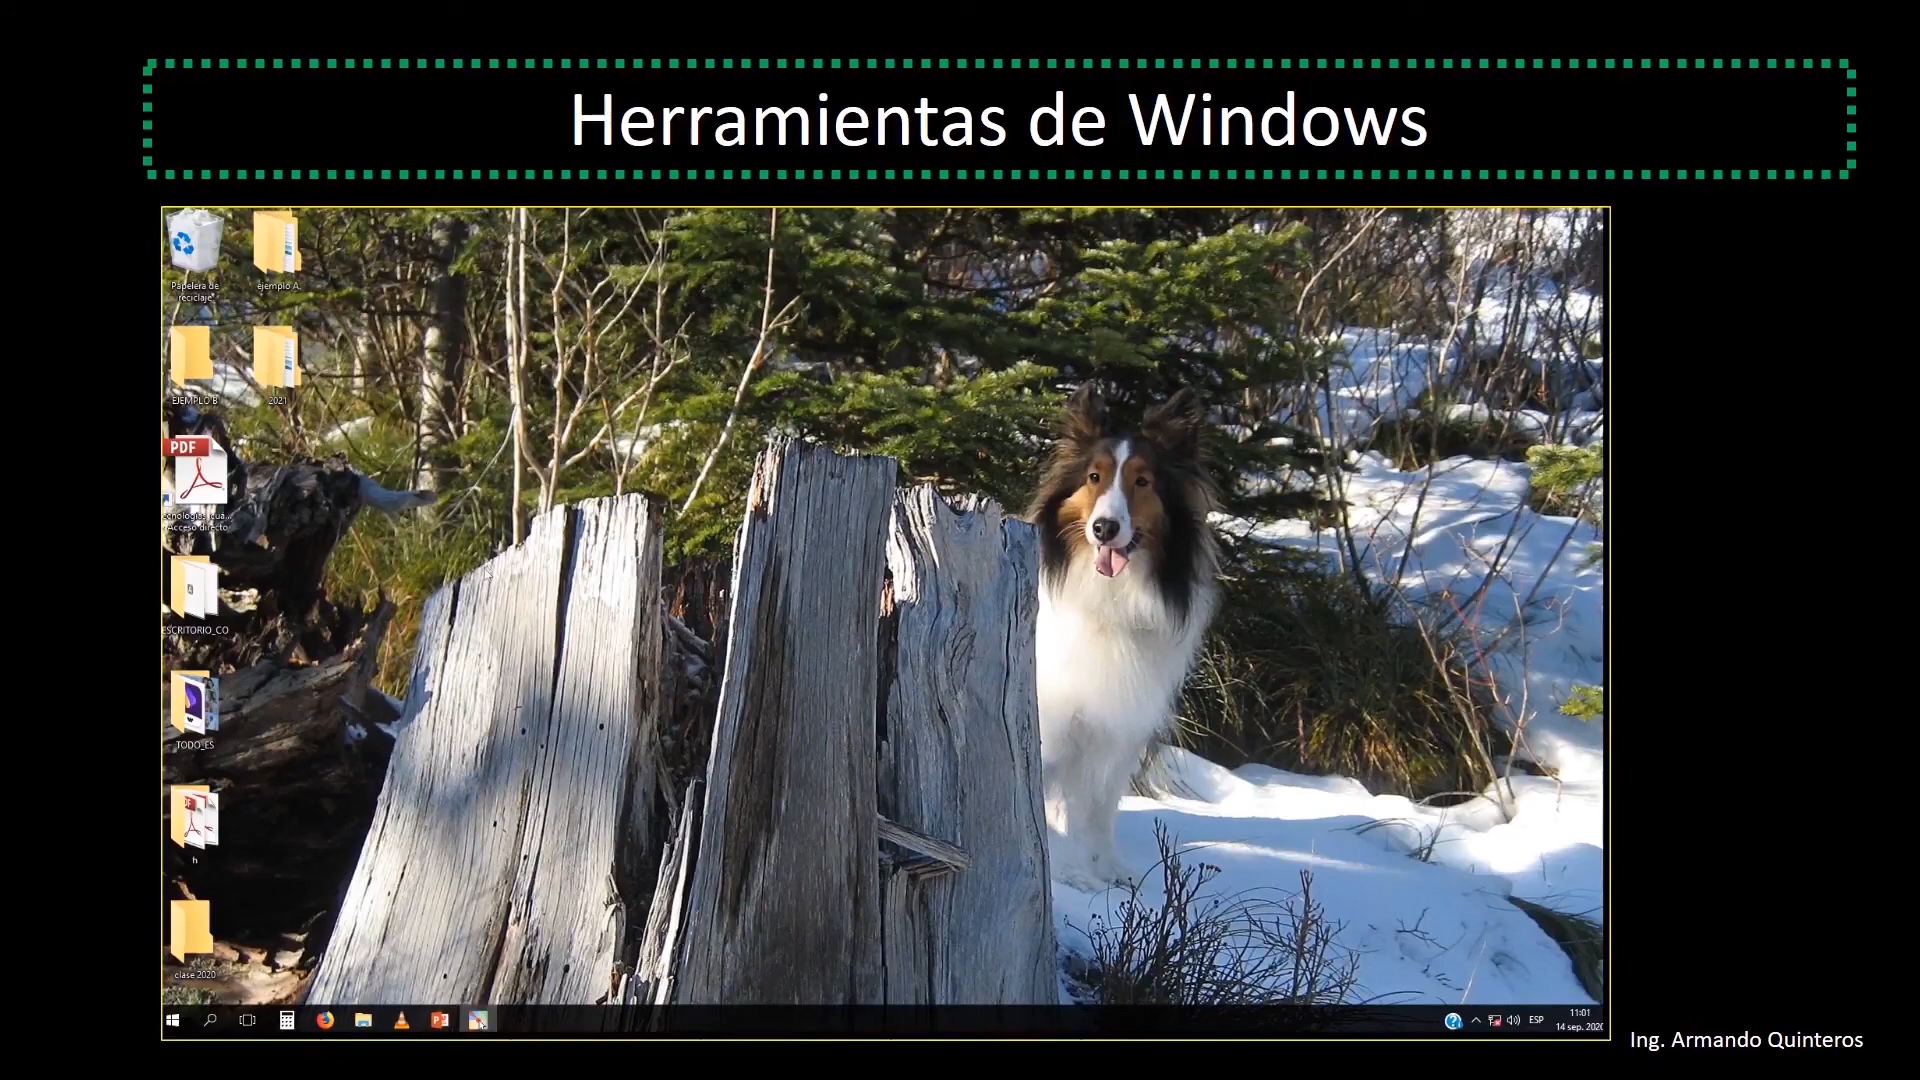 Herramientas de Windows
Papelera de
reciclaje
ejemplo A
EJEMPLO B
2021
PDF
Acceso directo
ESCRITORIO_CO
TODO_ES
h
clase 2020
ESP
11:01
14 sep. 2020
Ing. Armando Quinteros